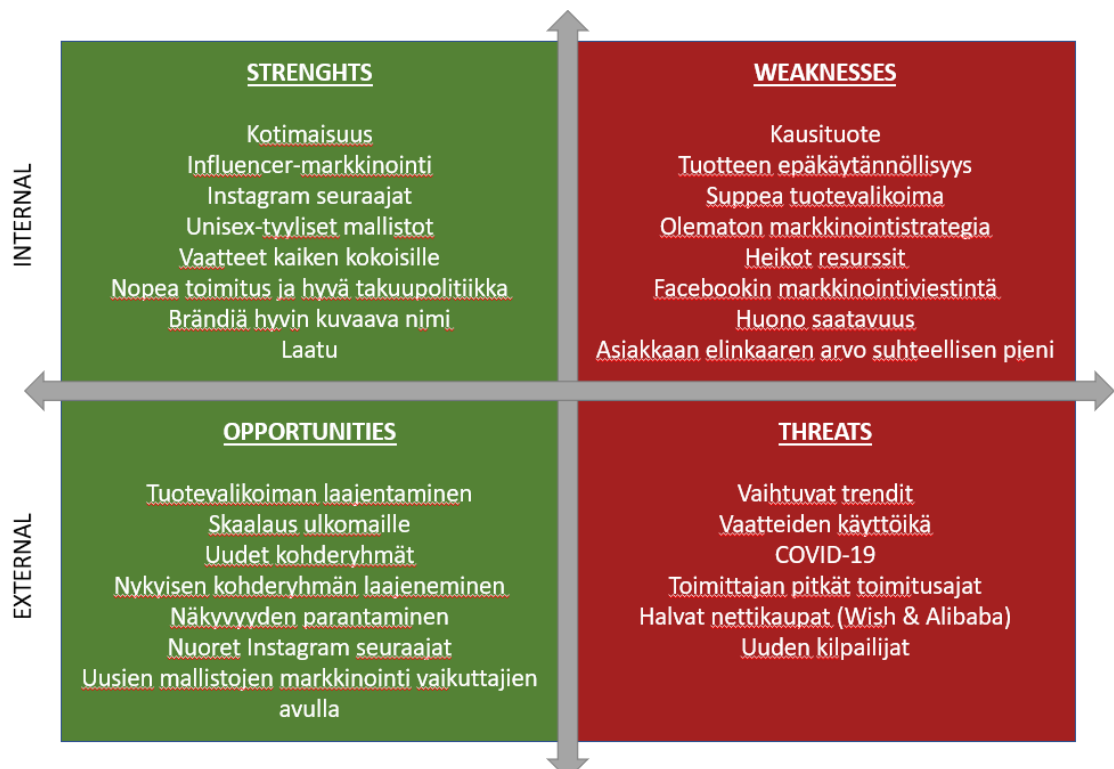 STRENGHTS
Kotimaisuus
Influencer-markkinointi
Instagram seuraajat
Unisex-tyyliset mallistot
Vaatteet kaiken kokoisille
Nopea toimitus ja hyvä takuupolitiikka
Brändiä hyvin kuvaava nimi
Laatu
WEAKNESSES
Kausituote
Tuotteen epäkäytännöllisyys
Suppea tuotevalikoima
Olematon markkinointistrategia
Heikot resurssit
Facebookin markkinointiviestintä
Huono saatavuus
Asiakkaan elinkaaren arvo suhteellisen pieni
INTERNAL
OPPORTUNITIES
Tuotevalikoiman laajentaminen
Skaalaus ulkomaille
Uudet kohderyhmät
Nykyisen kohderyhmän laajeneminen
Näkyvyyden parantaminen
Nuoret Instagram seuraajat
Uusien mallistojen markkinointi vaikuttajien
avulla
THREATS
Vaihtuvat trendit
Vaatteiden käyttöikä
COVID-19
Toimittajan pitkät toimitusajat
Halvat nettikaupat (Wish & Alibaba)
Uuden kilpailijat
EXTERNAL